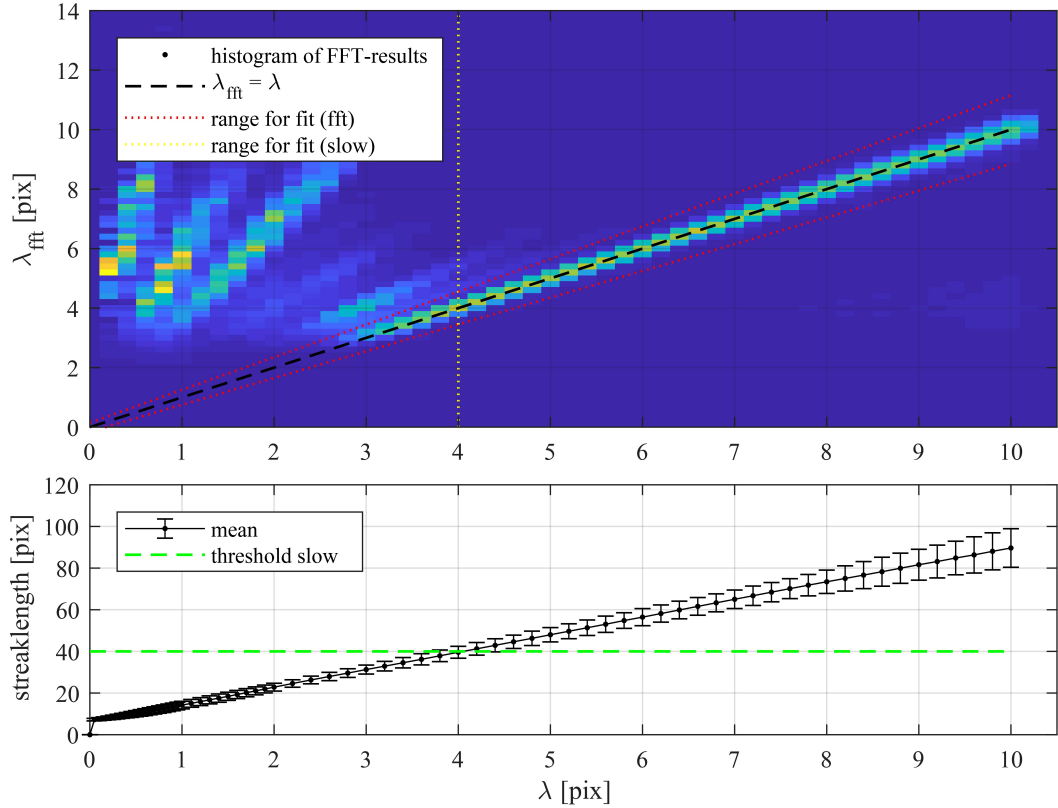 14
12
10
8
6
4
2
0
λfft [pix]
histogram of FFT-results
λfft = λ
range for fit (fft)
range for fit (slow)
0 1 2 3 4 5 6 7 8 9 10
120
100
80
60
40
20
0
streaklength [pix]
mean
threshold slow
0 1 2 3 4 5 6 7 8 9 10
λ [pix]